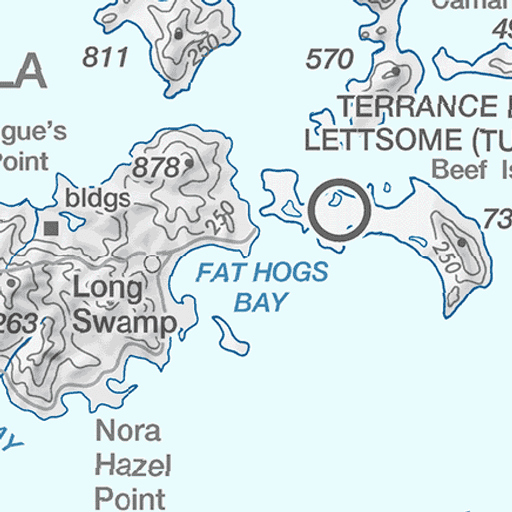 811
250
570
LA
TERRANCE
LETTSOME (TU
gue's
Point
878
Beef Is
bldgs
250
73
250
FAT HOGS
BAY
Long
Swamp
263
Nora
Hazel
Point